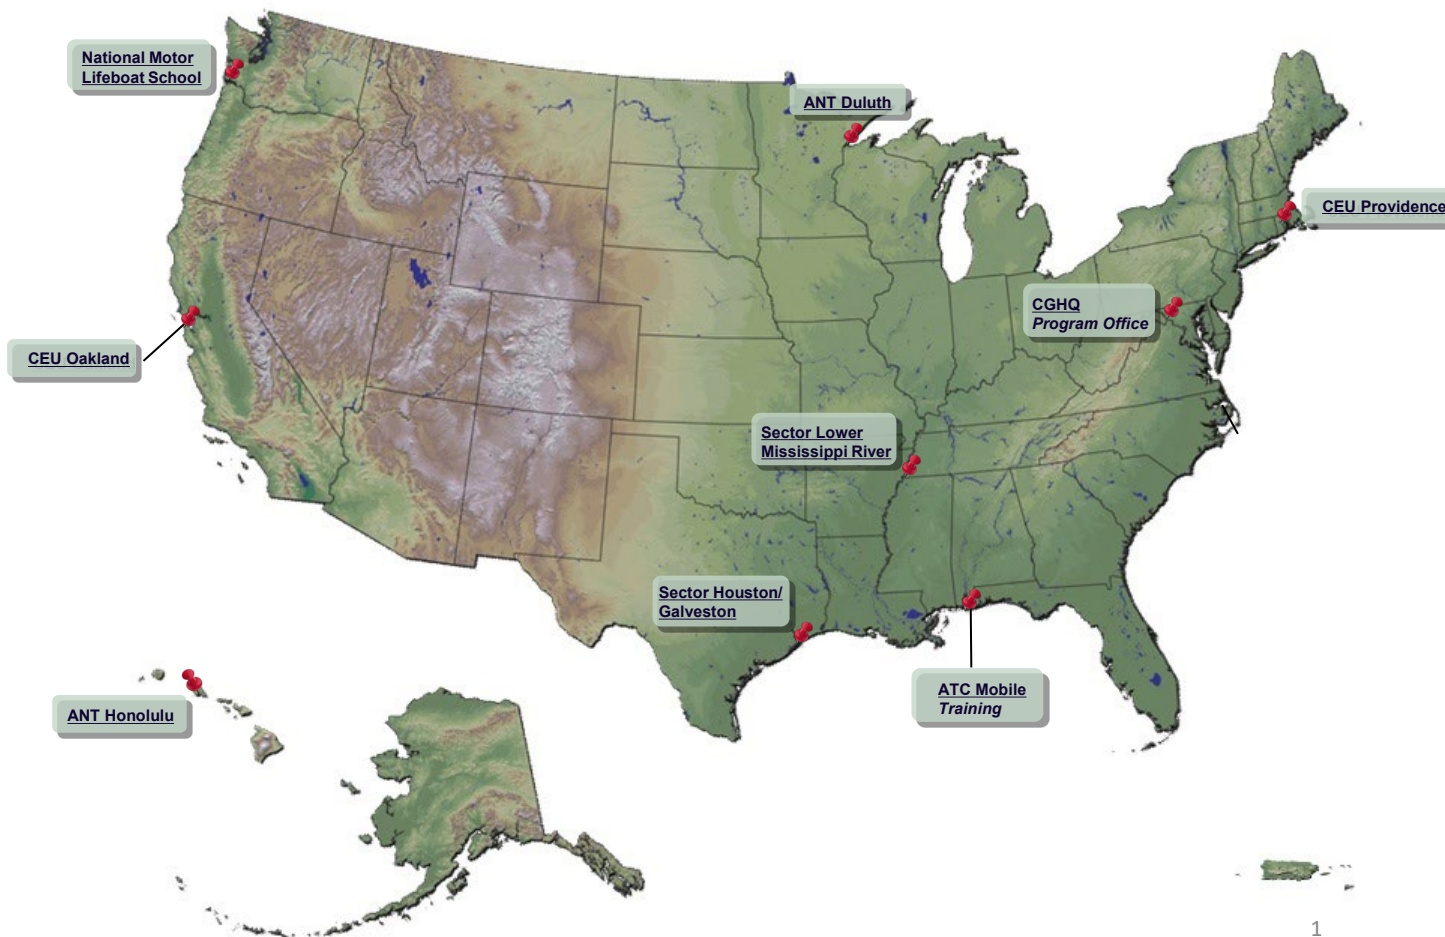 National Motor
Lifeboat School
ANT Duluth
CEU Providence
CGHQ
Program Office
CEU Oakland
Sector Lower
Mississippi River
Sector Houston/
Galveston
ATC Mobile
Training
ANT Honolulu
1